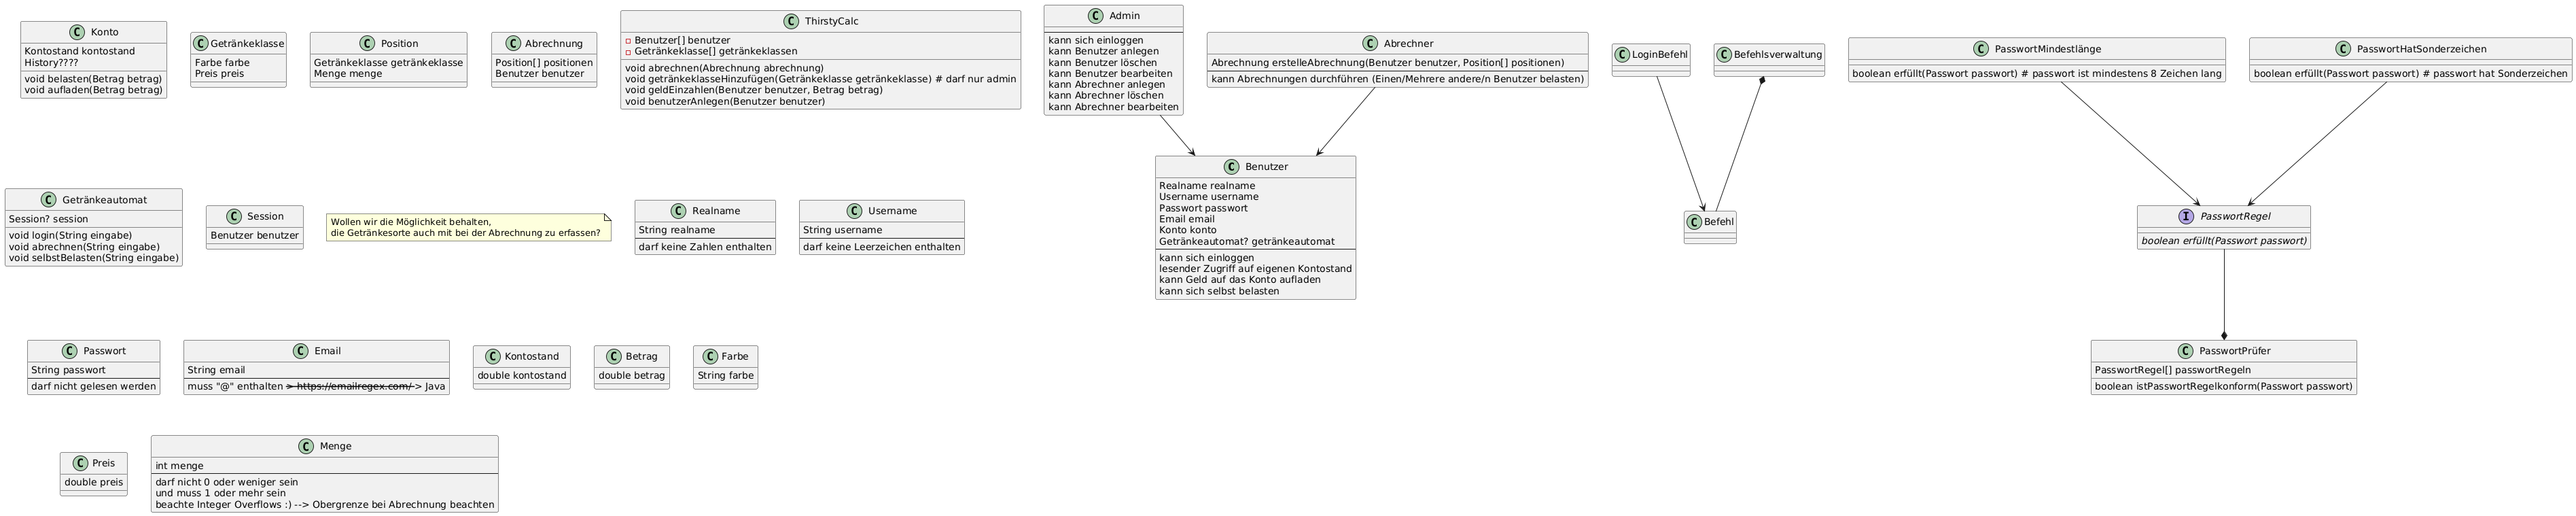 C Konto
Kontostand kontostand
History????
void belasten(Betrag betrag)
void aufladen(Betrag betrag)
C Getränkeklasse
Farbe farbe
Preis preis
C Position
Getränkeklasse getränkeklasse
Menge menge
C Abrechnung
Position[] positionen
Benutzer benutzer
C ThirstyCalc
Benutzer[] benutzer
Getränkeklasse[] getränkeklassen
void abrechnen(Abrechnung abrechnung)
void getränkeklasseHinzufügen(Getränkeklasse getränkeklasse) # darf nur admin
void geldEinzahlen(Benutzer benutzer, Betrag betrag)
void benutzerAnlegen(Benutzer benutzer)
C Admin
kann sich einloggen
kann Benutzer anlegen
kann Benutzer löschen
kann Benutzer bearbeiten
kann Abrechner anlegen
kann Abrechner löschen
kann Abrechner bearbeiten
C Abrechner
Abrechnung erstelleAbrechnung(Benutzer benutzer, Position[] positionen)
kann Abrechnungen durchführen (Einen/Mehrere andere/n Benutzer belasten)
C LoginBefehl
C Befehlsverwaltung
C PasswortMindestlänge
boolean erfüllt(Passwort passwort) # passwort ist mindestens 8 Zeichen lang
C PasswortHatSonderzeichen
boolean erfüllt(Passwort passwort) # passwort hat Sonderzeichen
C Getränkeautomat
Session? session
void login(String eingabe)
void abrechnen(String eingabe)
void selbstBelasten(String eingabe)
C Session
Benutzer benutzer
Wollen wir die Möglichkeit behalten,
die Getränkesorte auch mit bei der Abrechnung zu erfassen?
C Realname
String realname
darf keine Zahlen enthalten
C Username
String username
darf keine Leerzeichen enthalten
C Benutzer
Realname realname
Username username
Passwort passwort
Email email
Konto konto
Getränkeautomat? getränkeautomat
kann sich einloggen
lesender Zugriff auf eigenen Kontostand
kann Geld auf das Konto aufladen
kann sich selbst belasten
C Befehl
I PasswortRegel
boolean erfüllt(Passwort passwort)
C Passwort
String passwort
darf nicht gelesen werden
C Email
String email
muss "@" enthalten > https://emailregex.com/ > Java
C Kontostand
double kontostand
C Betrag
double betrag
C Farbe
String farbe
C PasswortPrüfer
PasswortRegel[] passwortRegeln
boolean istPasswortRegelkonform(Passwort passwort)
C Preis
double preis
C Menge
int menge
darf nicht 0 oder weniger sein
und muss 1 oder mehr sein
beachte Integer Overflows :) --> Obergrenze bei Abrechnung beachten